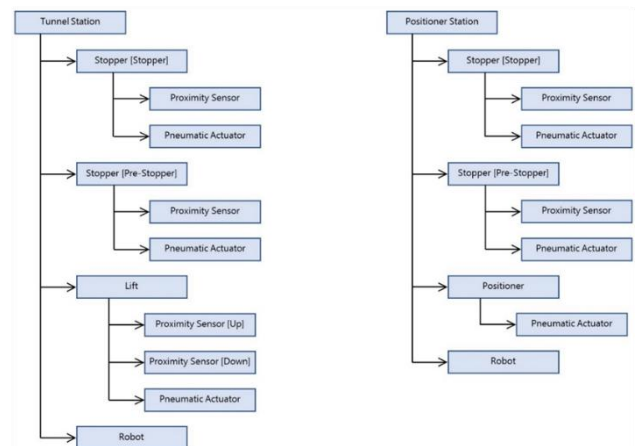 Tunnel Station
Stopper [Stopper]
Proximity Sensor
Pneumatic Actuator
Stopper [Pre-Stopper]
Proximity Sensor
Pneumatic Actuator
Lift
Proximity Sensor [Up]
Proximity Sensor [Down]
Pneumatic Actuator
Robot
Positioner Station
Stopper [Stopper]
Proximity Sensor
Pneumatic Actuator
Stopper [Pre-Stopper]
Proximity Sensor
Pneumatic Actuator
Positioner
Pneumatic Actuator
Robot